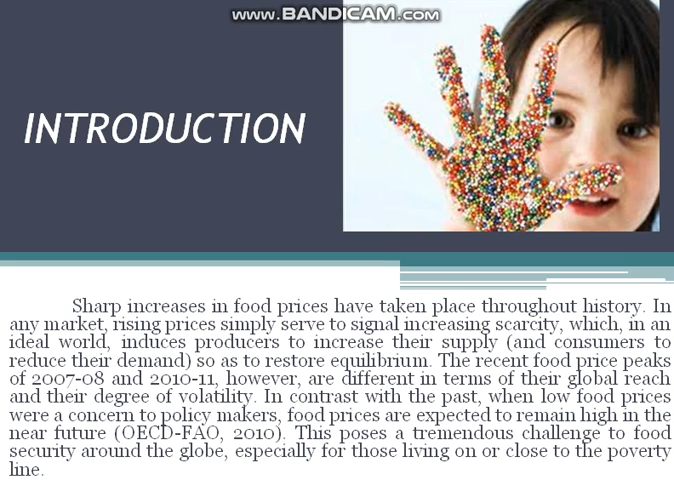 www.BANDICAM.com
INTRODUCTION
Sharp increases in food prices have taken place throughout history. In
any market, rising prices simply serve to signal increasing scarcity, which, in an
ideal world, induces producers to increase their supply (and consumers to
reduce their demand) so as to restore equilibrium. The recent food price peaks
of 2007-08 and 2010-11, however, are different in terms of their global reach
and their degree of volatility. In contrast with the past, when low food prices
were a concern to policy makers, food prices are expected to remain high in the
near future (OECD-FAO, 2010). This poses a tremendous challenge to food
security around the globe, especially for those living on or close to the poverty
line.